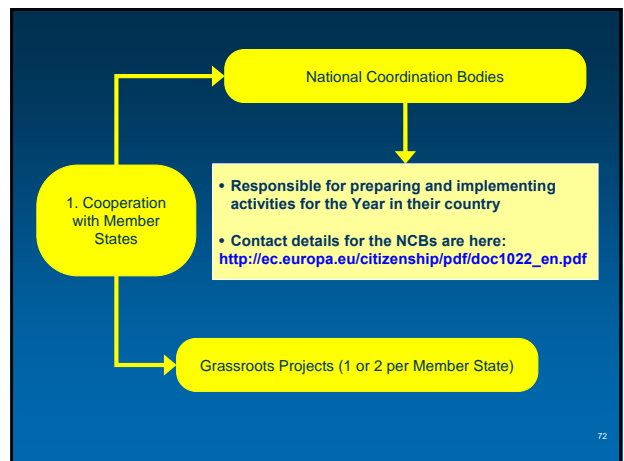 National Coordination Bodies
1. Cooperation
with Member
States
• Responsible for preparing and implementing
activities for the Year in their country
• Contact details for the NCBs are here:
http://ec.europa.eu/citizenship/pdf/doc1022_en.pdf
Grassroots Projects (1 or 2 per Member State)
72